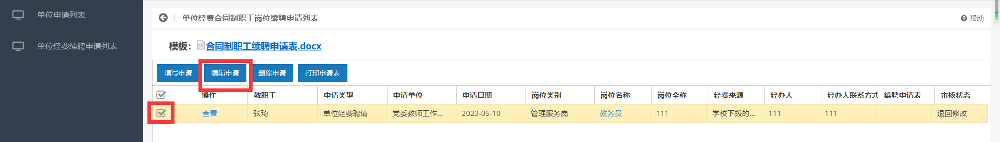 单位申请列表
单位经费续聘申请列表
单位经费合同制职工岗位续聘申请列表
帮助
模板：合同制职工续聘申请表.docx
填写申请 编辑申请 删除申请 打印申请表
操作 教职工 申请类型 申请单位 申请日期 岗位类别 岗位名称 岗位全称 经费来源 经办人 经办人联系方式 续聘申请表 审核状态
查看 张琦 单位经费聘请 党委教师工作... 2023-05-10 管理服务岗 教务员 111 学校下拨的... 111 111 退回修改